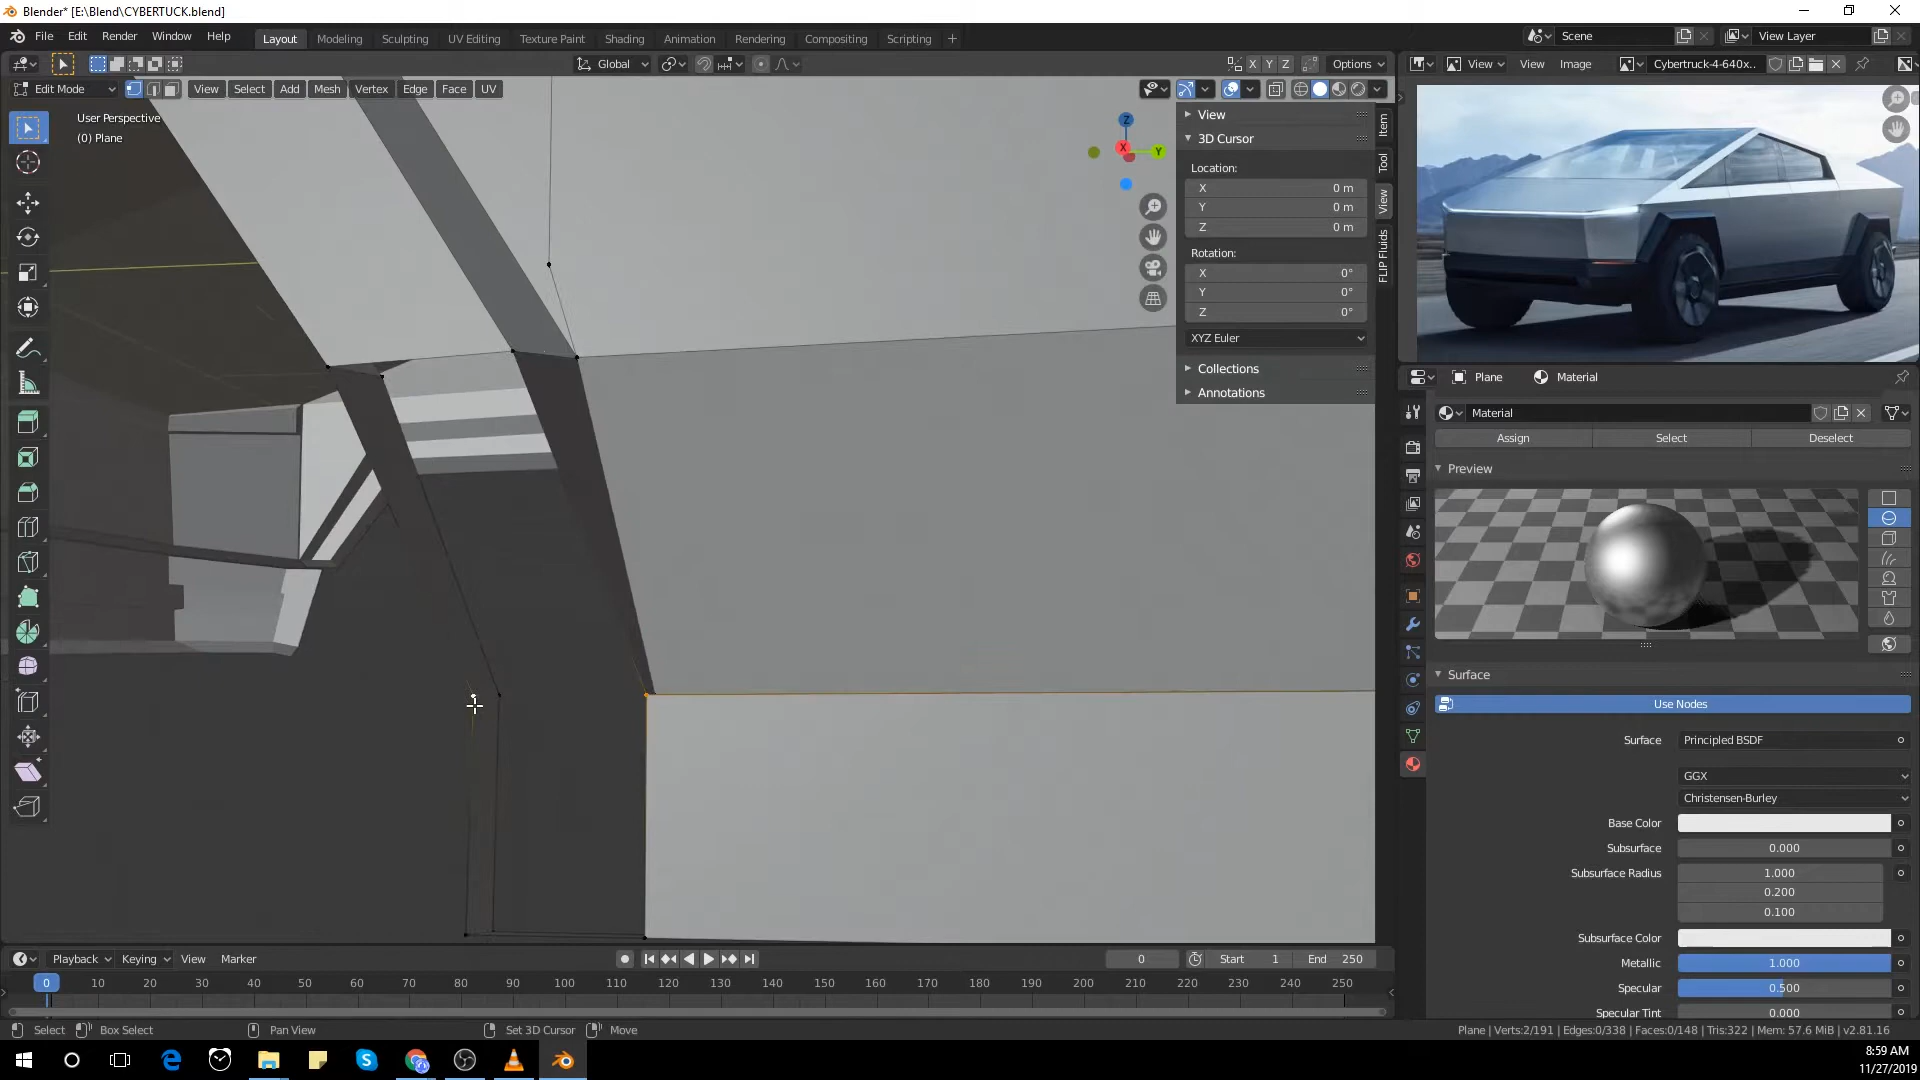 Blender* [E:\Blend\CYBERTUCK.blend]
File Edit Render Window Help
Layout Modeling Sculpting UV Editing Texture Paint Shading Animation Rendering Compositing Scripting
Scene
View Layer
Global
X Y Z Options
View View Image Cybertruck-4-640x..
Edit Mode View Select Add Mesh Vertex Edge Face UV
User Perspective
(0) Plane
Z
X
Y
View
3D Cursor
Location:
X 0 m
Y 0 m
Z 0 m
Rotation:
X 0°
Y 0°
Z 0°
XYZ Euler
Collections
Annotations
Item
Tool
View
FLIP Fluids
Plane Material
Material
Assign Select Deselect
Preview
Surface
Use Nodes
Surface Principled BSDF
GGX
Christensen-Burley
Base Color
Subsurface 0.000
Subsurface Radius 1.000
0.200
0.100
Subsurface Color
Metallic 1.000
Specular 0.500
Specular Tint 0.000
Playback Keying View Marker
0 Start 1 End 250
0 10 20 30 40 50 60 70 80 90 100 110 120 130 140 150 160 170 180 190 200 210 220 230 240 250
Select Box Select Pan View Set 3D Cursor Move
Plane | Verts:2/191 | Edges:0/338 | Faces:0/148 | Tris:322 | Mem: 57.6 MiB | v2.81.16
8:59 AM
11/27/2019